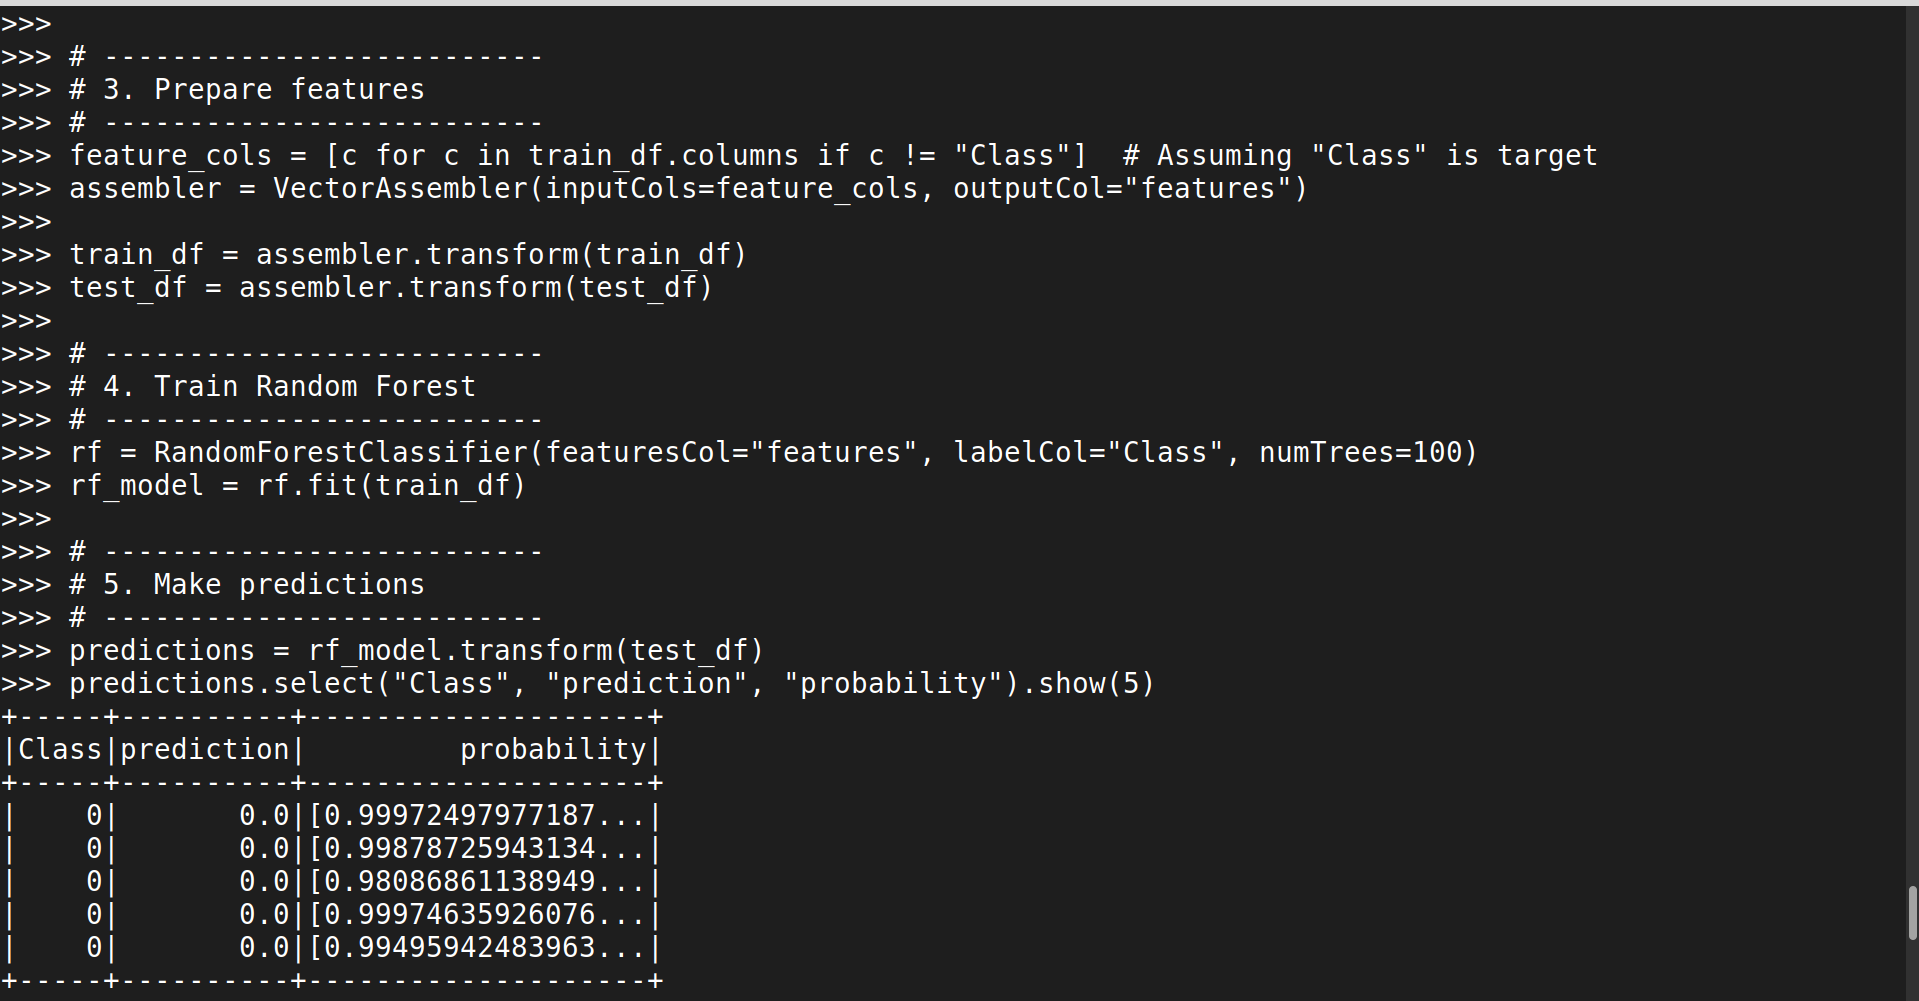 >>>
>>> # --------------------------
>>> # 3. Prepare features
>>> # --------------------------
>>> feature_cols = [c for c in train_df.columns if c != "Class"]  # Assuming "Class" is target
>>> assembler = VectorAssembler(inputCols=feature_cols, outputCol="features")
>>>
>>> train_df = assembler.transform(train_df)
>>> test_df = assembler.transform(test_df)
>>>
>>> # --------------------------
>>> # 4. Train Random Forest
>>> # --------------------------
>>> rf = RandomForestClassifier(featuresCol="features", labelCol="Class", numTrees=100)
>>> rf_model = rf.fit(train_df)
>>>
>>> # --------------------------
>>> # 5. Make predictions
>>> # --------------------------
>>> predictions = rf_model.transform(test_df)
>>> predictions.select("Class", "prediction", "probability").show(5)
+-----+----------+--------------------+
|Class|prediction|         probability|
+-----+----------+--------------------+
|    0|       0.0|[0.99972497977187...|
|    0|       0.0|[0.99878725943134...|
|    0|       0.0|[0.98086861138949...|
|    0|       0.0|[0.99974635926076...|
|    0|       0.0|[0.99495942483963...|
+-----+----------+--------------------+